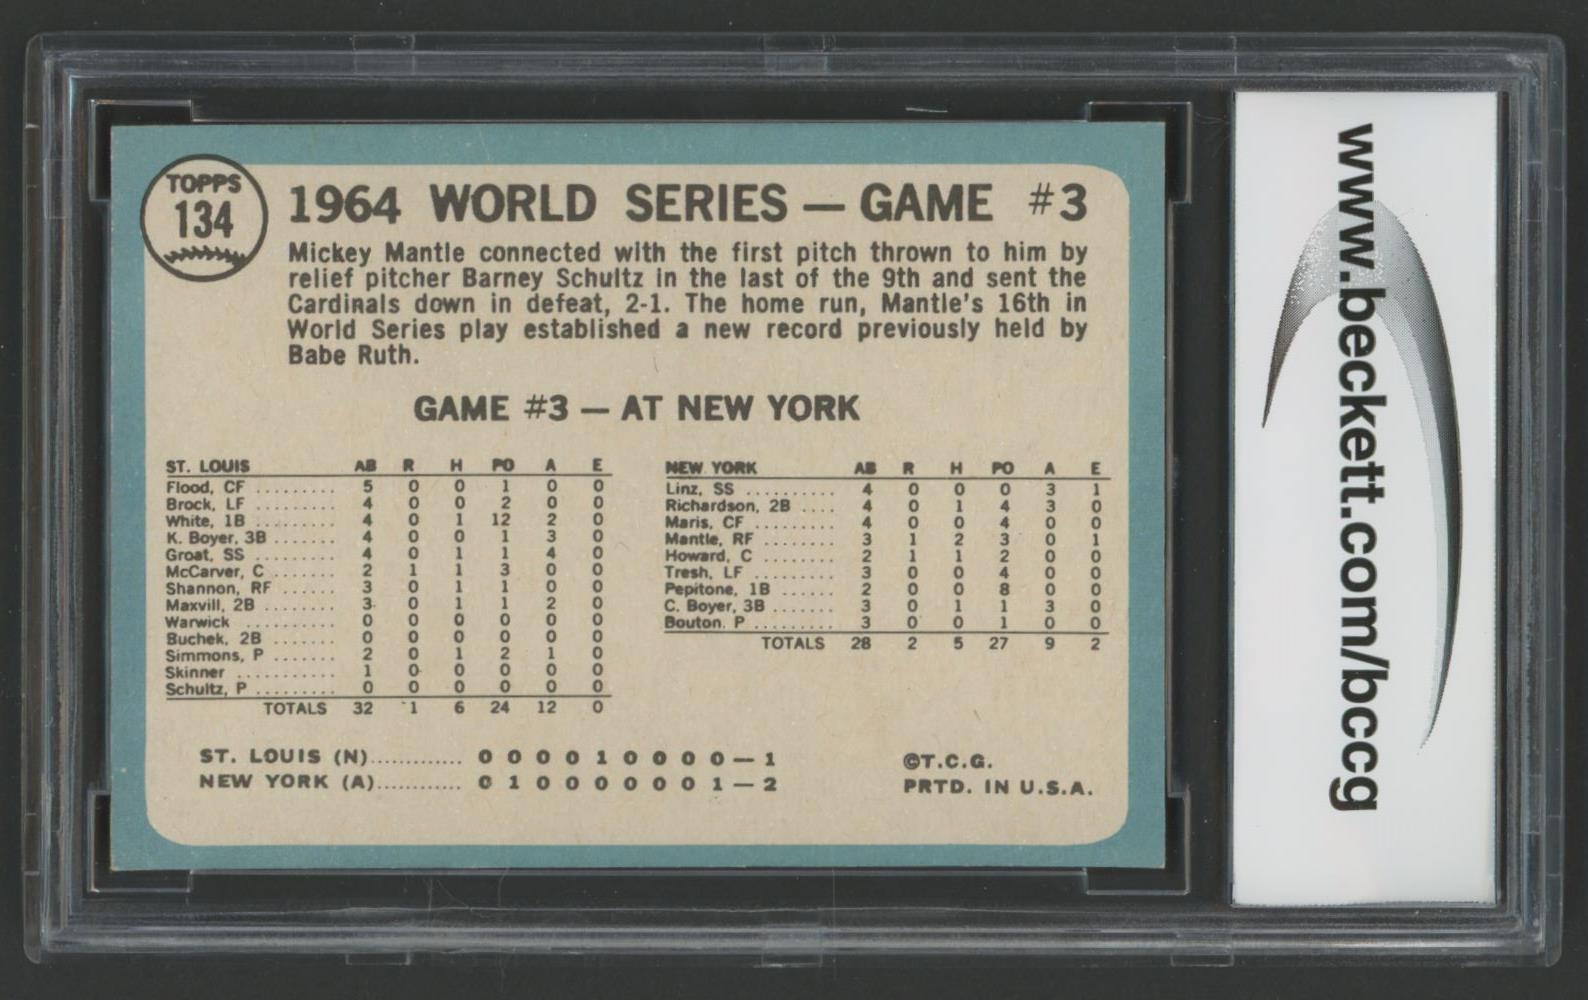 TOPPS
134
1964 WORLD SERIES — GAME #3
Mickey Mantle connected with the first pitch thrown to him by
relief pitcher Barney Schultz in the last of the 9th and sent the
Cardinals down in defeat, 2-1. The home run, Mantle's 16th in
World Series play established a new record previously held by
Babe Ruth.
GAME #3 — AT NEW YORK
ST. LOUIS AB R H PO A E
Flood, CF ......... 5 0 0 1 0 0
Brock, LF ......... 4 0 0 2 0 0
White, 1B ......... 4 0 1 12 2 0
K. Boyer, 3B ....... 4 0 0 1 3 0
Groat, SS ......... 4 0 1 1 4 0
McCarver, C ....... 2 1 1 3 0 0
Shannon, RF ...... 3 0 1 1 0 0
Maxvill, 2B ........ 3 0 1 1 2 0
Warwick .......... 0 0 0 0 0 0
Buchek, 2B ....... 0 0 0 0 0 0
Simmons, P ....... 2 0 1 2 1 0
Skinner ........... 1 0 0 0 0 0
Schultz, P ......... 0 0 0 0 0 0
TOTALS 32 1 6 24 12 0
NEW YORK AB R H PO A E
Linz, SS .......... 4 0 0 0 3 1
Richardson, 2B .... 4 0 1 4 3 0
Maris, CF ......... 4 0 0 4 0 0
Mantle, RF ........ 3 1 2 3 0 1
Howard, C ........ 2 1 1 2 0 0
Tresh, LF ......... 3 0 0 4 0 0
Pepitone, 1B ...... 2 0 0 8 0 0
C. Boyer, 3B ....... 3 0 1 1 3 0
Bouton. P ......... 3 0 0 1 0 0
TOTALS 28 2 5 27 9 2
ST. LOUIS (N)............ 0 0 0 0 1 0 0 0 0 — 1
NEW YORK (A)............ 0 1 0 0 0 0 0 0 1 — 2
©T.C.G.
PRTD. IN U.S.A.
www.beckett.com/bccg